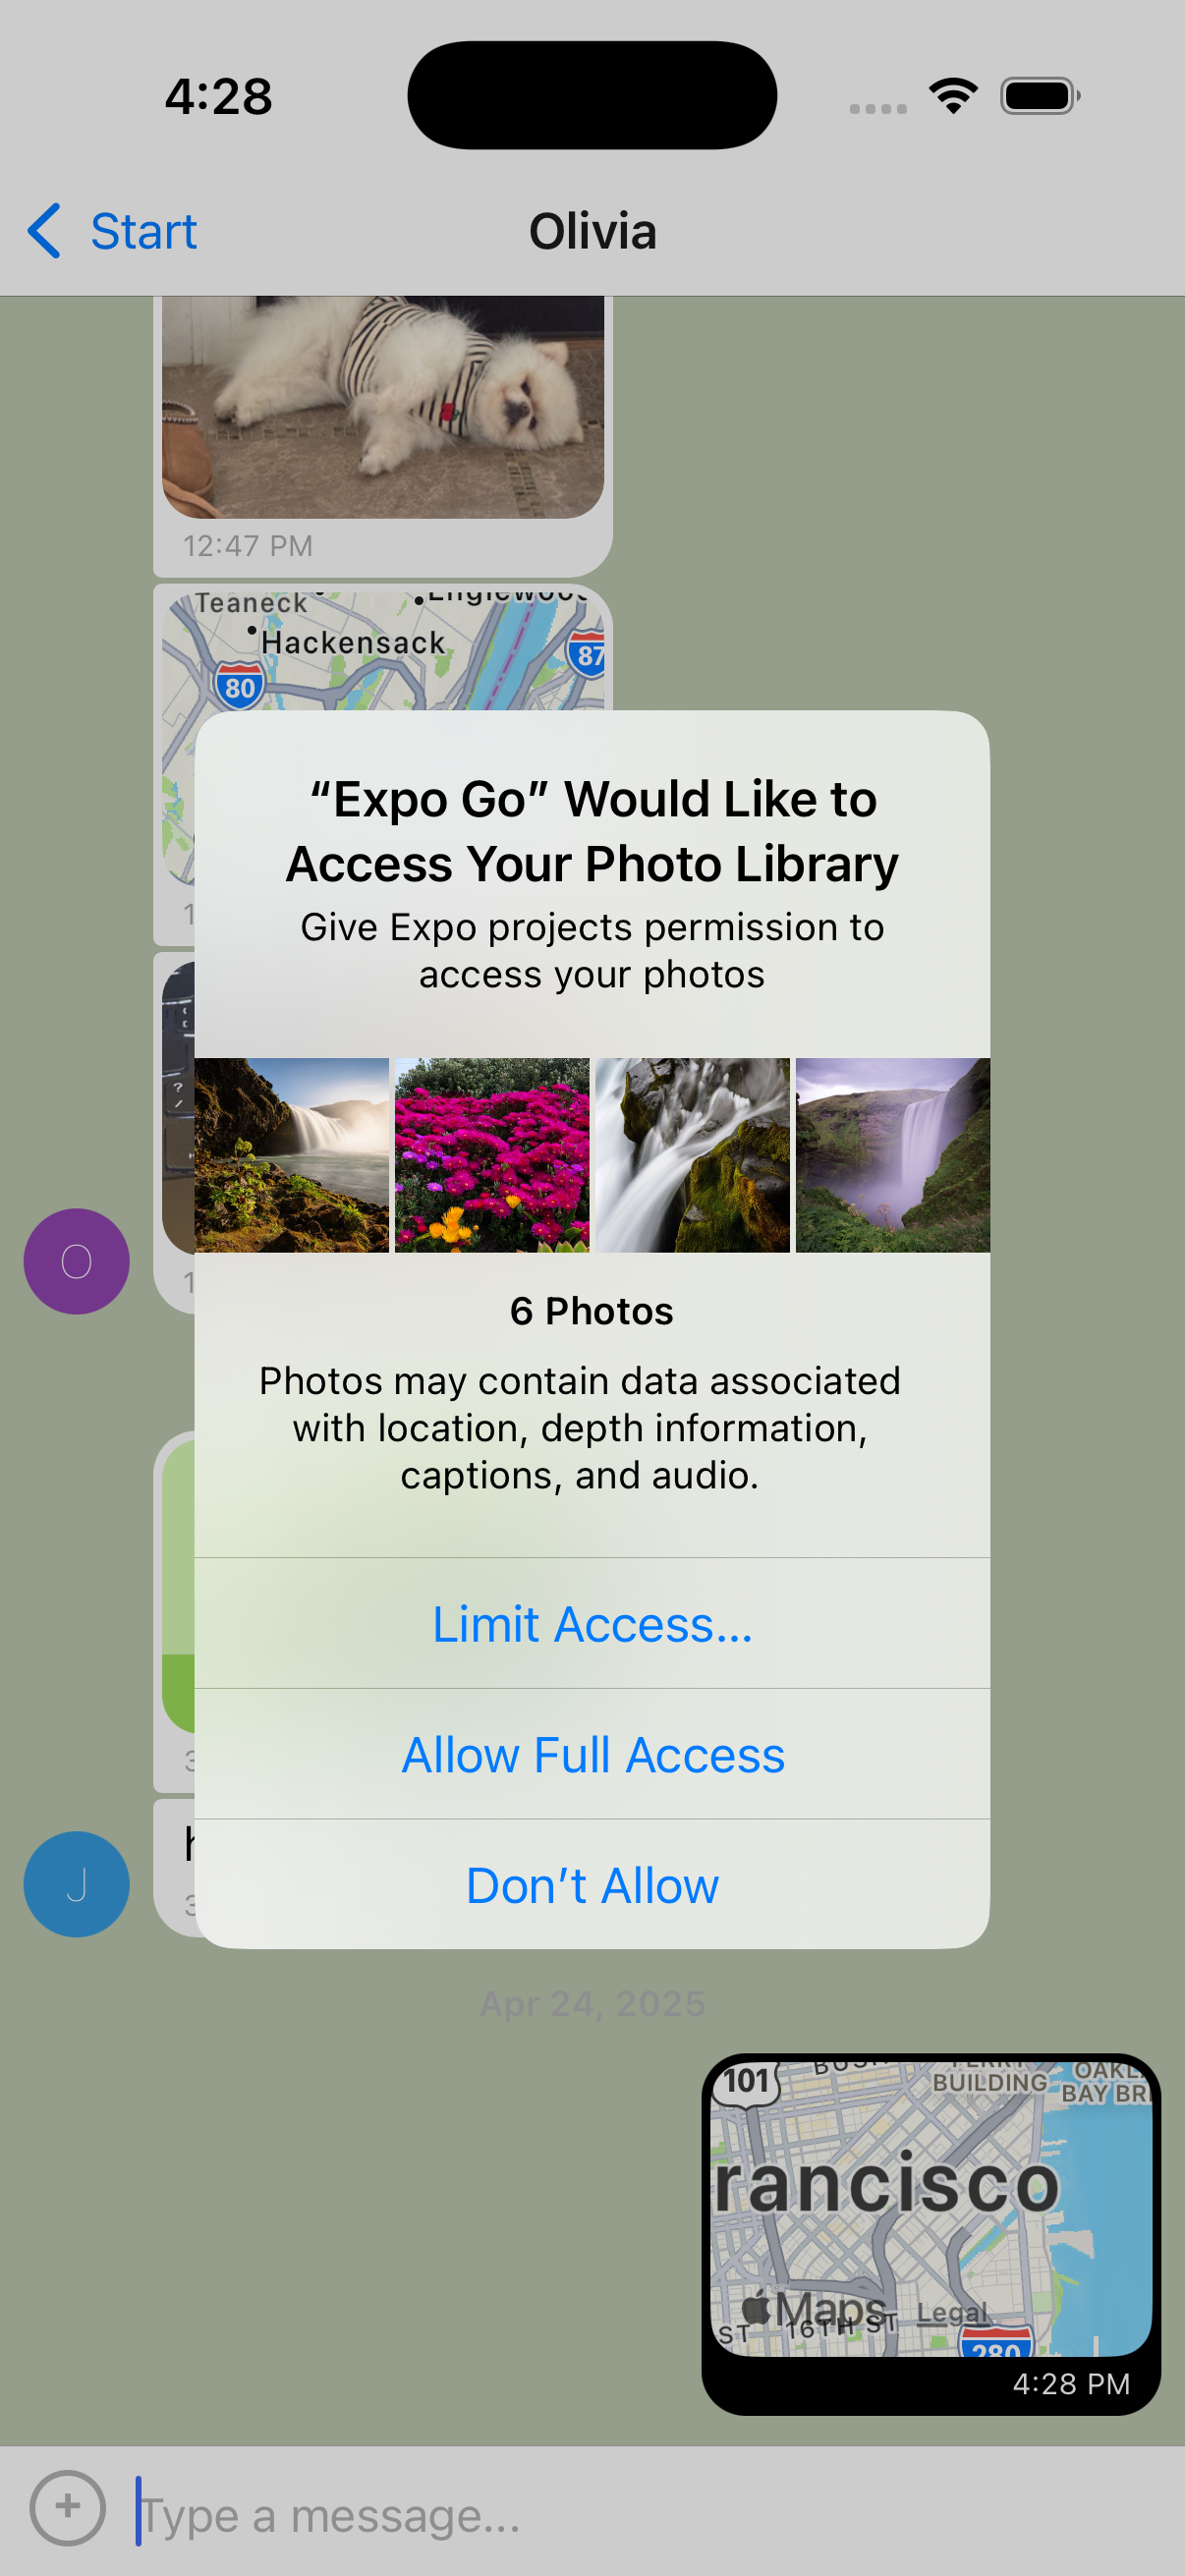 4:28
Start
Olivia
12:47 PM
Teaneck
Hackensack
80
87
“Expo Go” Would Like to
Access Your Photo Library
Give Expo projects permission to
access your photos
6 Photos
Photos may contain data associated
with location, depth information,
captions, and audio.
Limit Access...
Allow Full Access
Don’t Allow
O
J
Apr 24, 2025
101
BUILDING
BAY BRI
rancisco
Maps
Legal
ST
16TH ST
280
4:28 PM
+
Type a message...